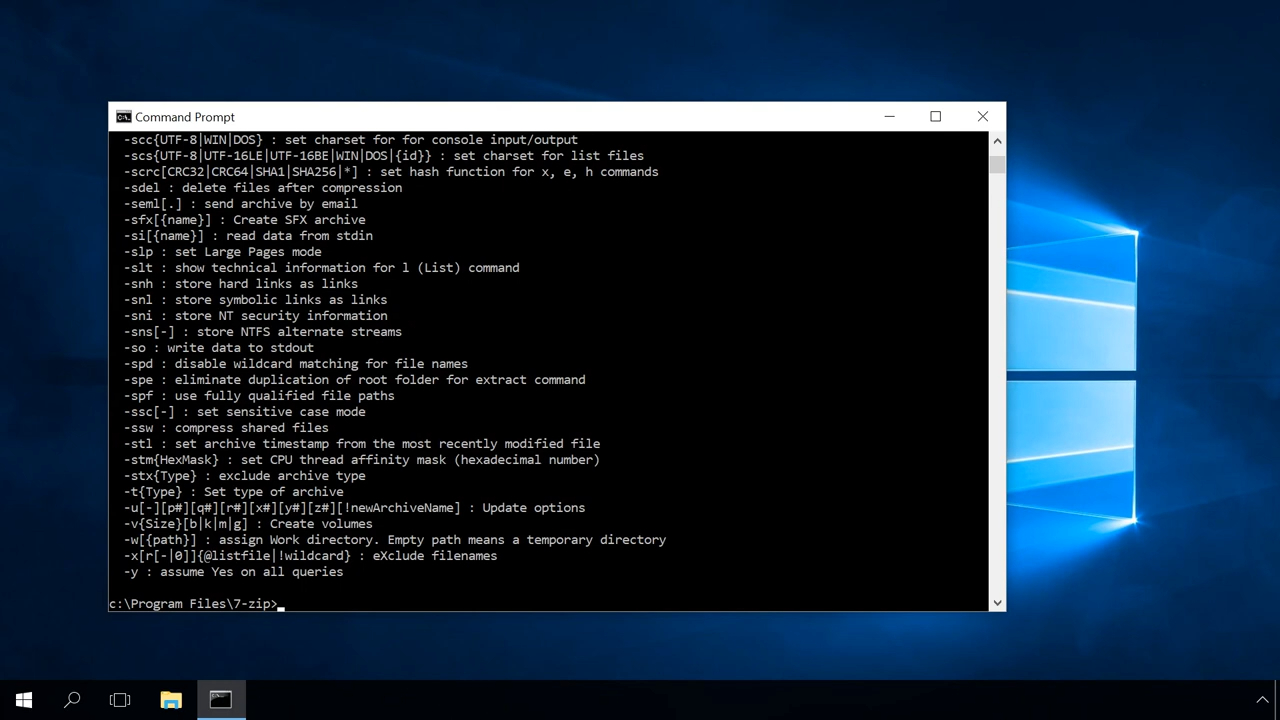 Command Prompt
-scc{UTF-8|WIN|DOS} : set charset for for console input/output
-scs{UTF-8|UTF-16LE|UTF-16BE|WIN|DOS|{id}} : set charset for list files
-scrc[CRC32|CRC64|SHA1|SHA256|*] : set hash function for x, e, h commands
-sdel : delete files after compression
-seml[.] : send archive by email
-sfx[{name}] : Create SFX archive
-si[{name}] : read data from stdin
-slp : set Large Pages mode
-slt : show technical information for l (List) command
-snh : store hard links as links
-snl : store symbolic links as links
-sni : store NT security information
-sns[-] : store NTFS alternate streams
-so : write data to stdout
-spd : disable wildcard matching for file names
-spe : eliminate duplication of root folder for extract command
-spf : use fully qualified file paths
-ssc[-] : set sensitive case mode
-ssw : compress shared files
-stl : set archive timestamp from the most recently modified file
-stm{HexMask} : set CPU thread affinity mask (hexadecimal number)
-stx{Type} : exclude archive type
-t{Type} : Set type of archive
-u[-][p#][q#][r#][x#][y#][z#][!newArchiveName] : Update options
-v{Size}[b|k|m|g] : Create volumes
-w[{path}] : assign Work directory. Empty path means a temporary directory
-x[r[-|0]]{@listfile|!wildcard} : eXclude filenames
-y : assume Yes on all queries
c:\Program Files\7-zip>